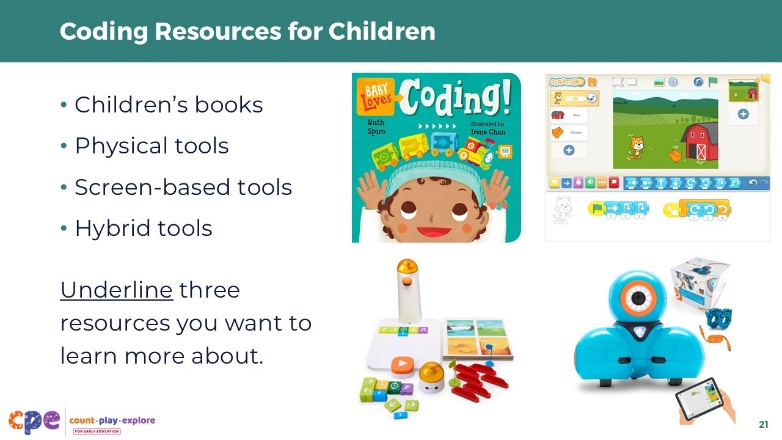 Coding Resources for Children
• Children’s books
• Physical tools
• Screen-based tools
• Hybrid tools
Underline three
resources you want to
learn more about.
BABY
Loves
Coding!
Ruth
Spiro
Illustrated by
Irene Chan
cpe
count·play·explore
FOR EARLY EDUCATION
21